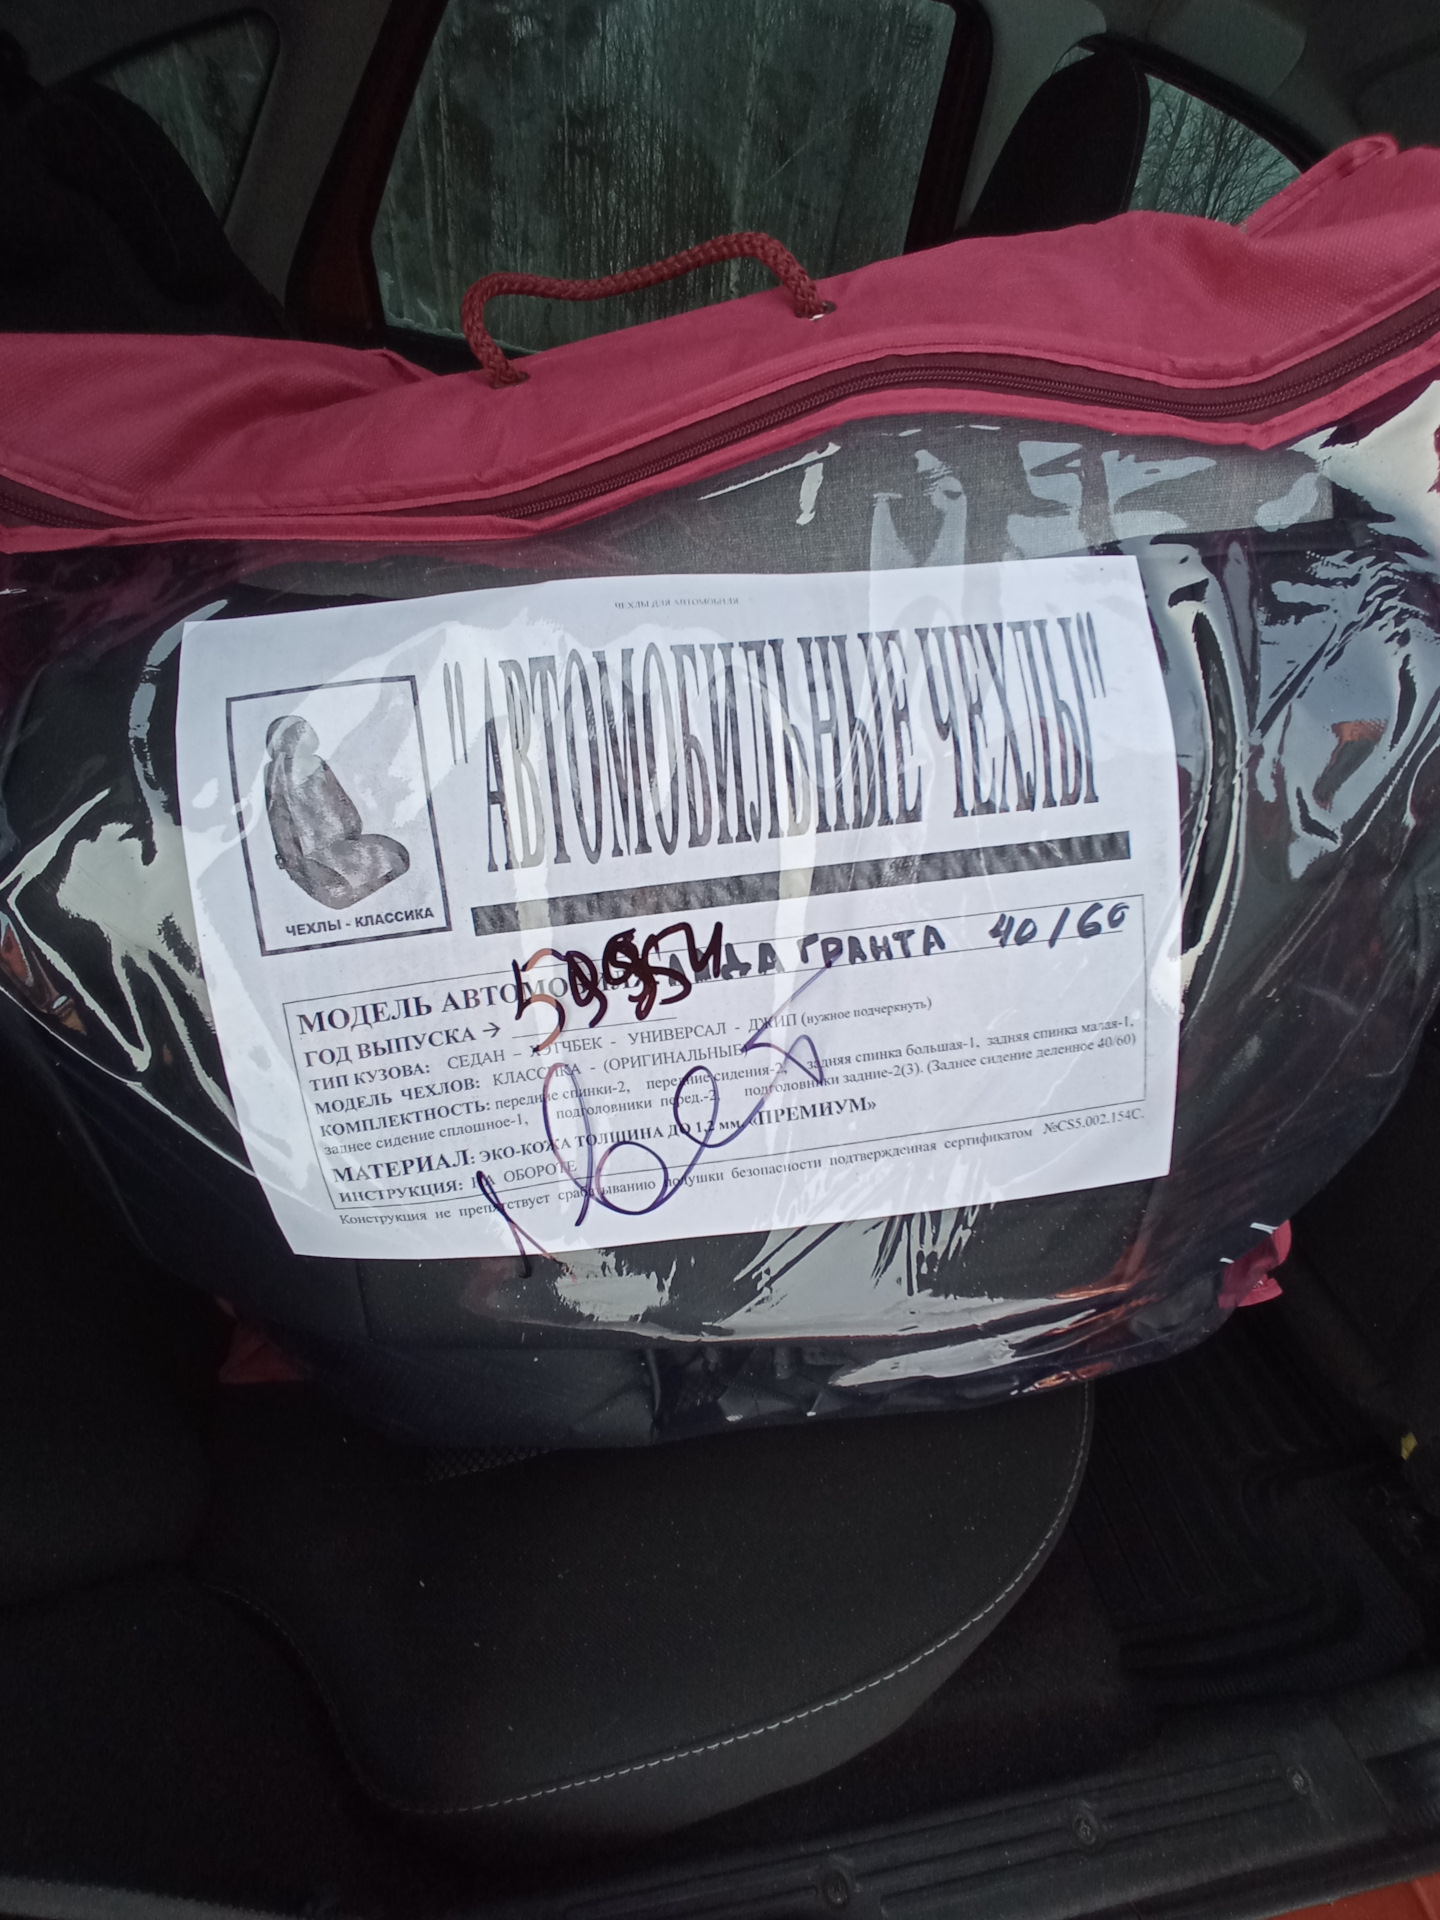 ЧЕХЛЫ ДЛЯ АВТОМОБИЛЯ
"АВТОМОБИЛЬНЫЕ ЧЕХЛЫ"
ЧЕХЛЫ - КЛАССИКА
МОДЕЛЬ АВТОМОБИЛЯ ЛАДА ГРАНТА 40/60
ГОД ВЫПУСКА →
ТИП КУЗОВА: СЕДАН – ХЭТЧБЕК - УНИВЕРСАЛ - ДЖИП (нужное подчеркнуть)
МОДЕЛЬ ЧЕХЛОВ: КЛАССИКА - (ОРИГИНАЛЬНЫЕ)
КОМПЛЕКТНОСТЬ: передние спинки-2, передние сидения-2, задняя спинка большая-1, задняя спинка малая-1,
заднее сидение сплошное-1, подголовники перед.-2, подголовники задние-2(3). (Заднее сидение деленное 40/60)
МАТЕРИАЛ: ЭКО-КОЖА ТОЛЩИНА ДО 1,2 мм. «ПРЕМИУМ»
ИНСТРУКЦИЯ: НА ОБОРОТЕ
Конструкция не препятствует срабатыванию подушки безопасности подтвержденная сертификатом №CS5.002.154С.